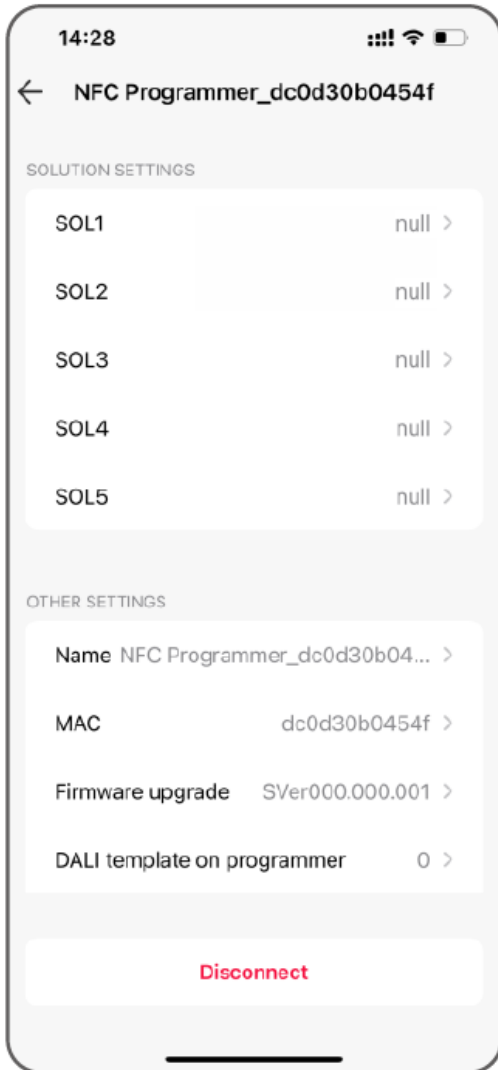 14:28
NFC Programmer_dc0d30b0454f
SOLUTION SETTINGS
SOL1 null
SOL2 null
SOL3 null
SOL4 null
SOL5 null
OTHER SETTINGS
Name NFC Programmer_dc0d30b04...
MAC dc0d30b0454f
Firmware upgrade SVer000.000.001
DALI template on programmer 0
Disconnect